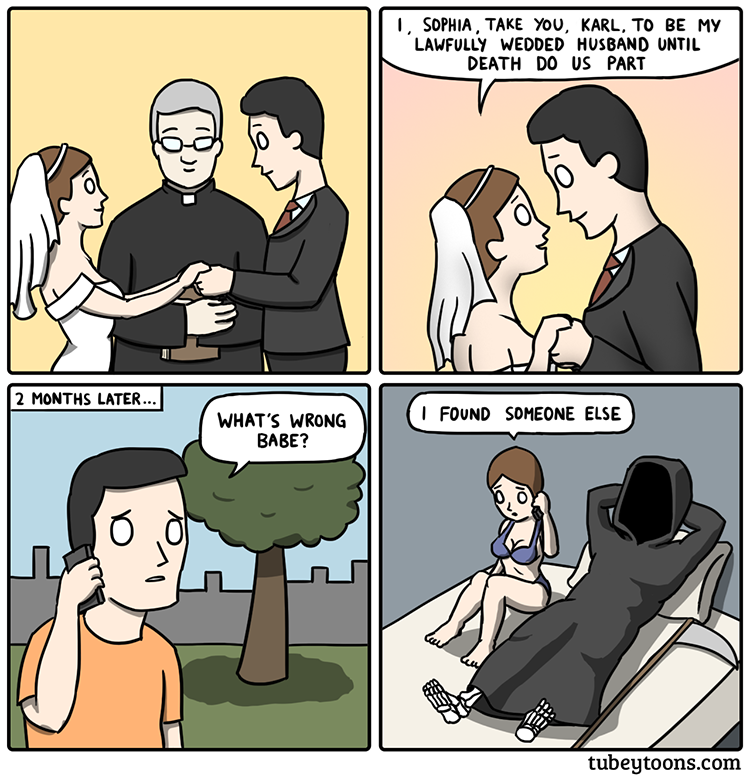 I, SOPHIA, TAKE YOU, KARL, TO BE MY
LAWFULLY WEDDED HUSBAND UNTIL
DEATH DO US PART
2 MONTHS LATER...
WHAT'S WRONG
BABE?
I FOUND SOMEONE ELSE
tubeytoons.com